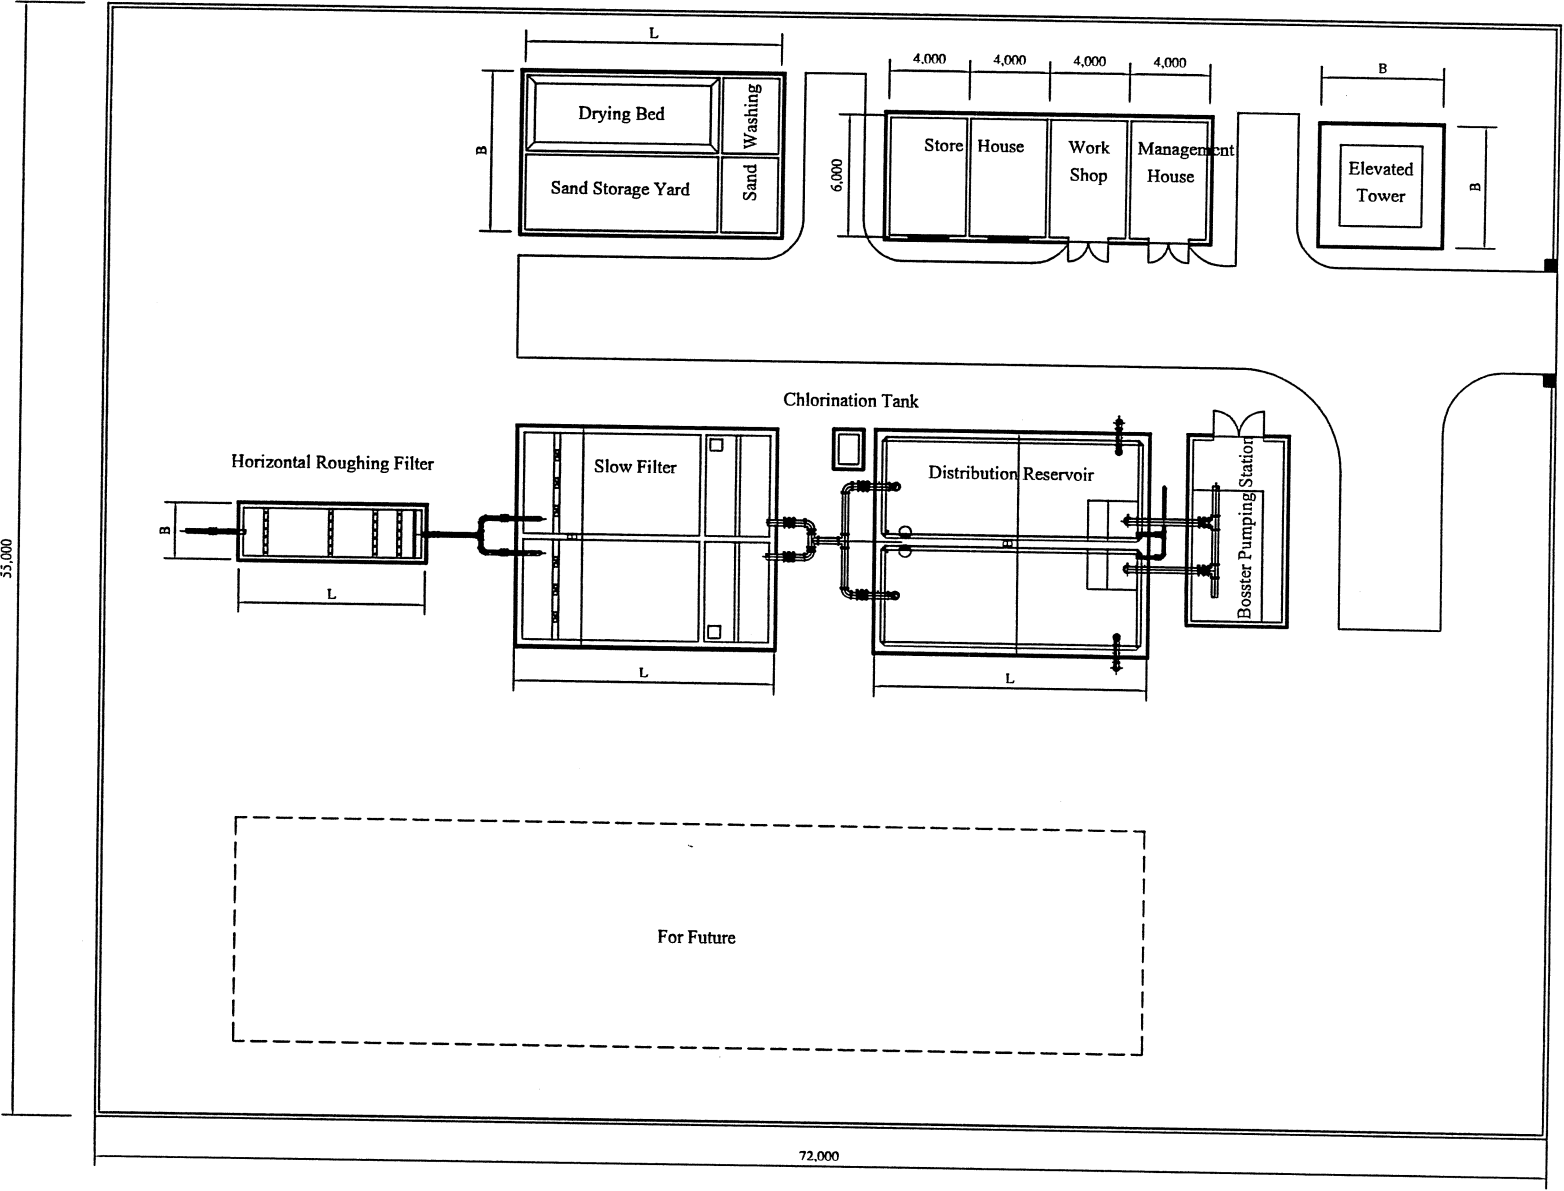 L
4,000 4,000 4,000 4,000
B
B
Drying Bed
Washing
Sand
Sand Storage Yard
6,000
Store House
Work
Shop
Management
House
Elevated
Tower
B
Chlorination Tank
Horizontal Roughing Filter
B
L
Slow Filter
L
Distribution Reservoir
L
Bosster Pumping Station
55,000
For Future
72,000